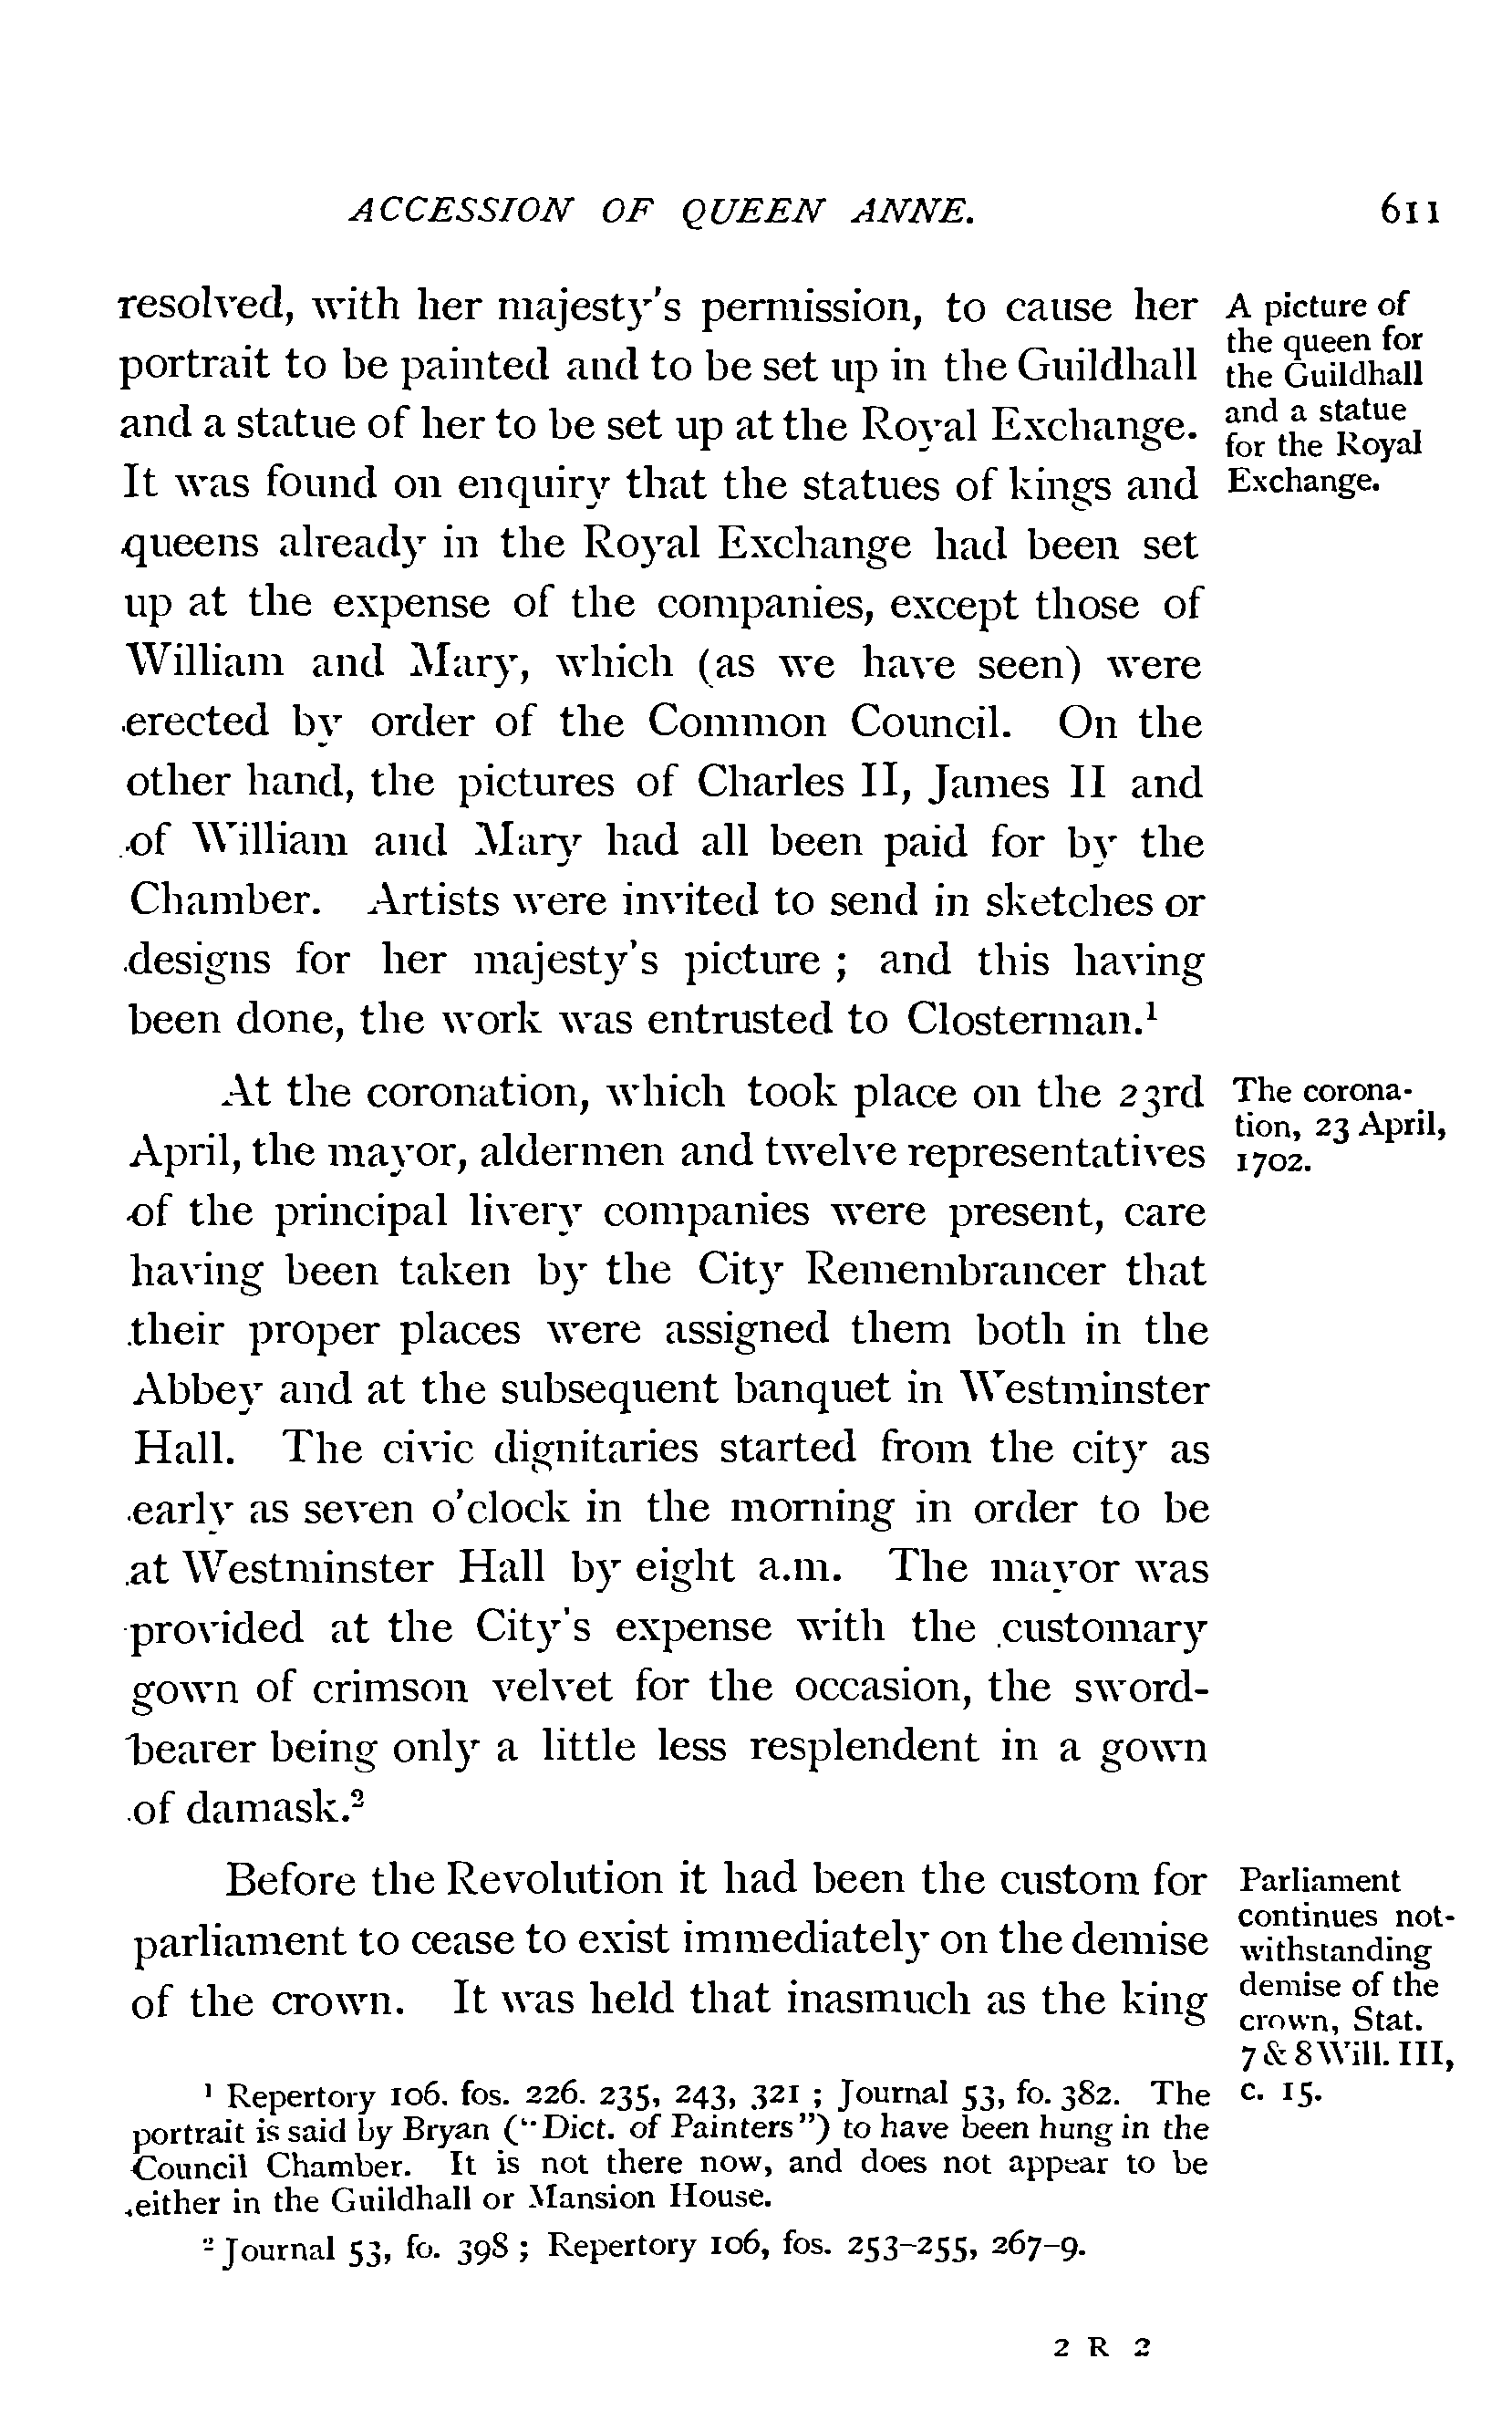 ACCESSION OF QUEEN ANNE. 611
resolved, with her majesty's permission, to cause her
portrait to be painted and to be set up in the Guildhall
and a statue of her to be set up at the Royal Exchange.
It was found on enquiry that the statues of kings and
queens already in the Royal Exchange had been set
up at the expense of the companies, except those of
William and Mary, which (as we have seen) were
erected by order of the Common Council. On the
other hand, the pictures of Charles II, James II and
of William and Mary had all been paid for by the
Chamber. Artists were invited to send in sketches or
designs for her majesty's picture ; and this having
been done, the work was entrusted to Closterman.¹
A picture of
the queen for
the Guildhall
and a statue
for the Royal
Exchange.
At the coronation, which took place on the 23rd
April, the mayor, aldermen and twelve representatives
of the principal livery companies were present, care
having been taken by the City Remembrancer that
their proper places were assigned them both in the
Abbey and at the subsequent banquet in Westminster
Hall. The civic dignitaries started from the city as
early as seven o'clock in the morning in order to be
at Westminster Hall by eight a.m. The mayor was
provided at the City's expense with the customary
gown of crimson velvet for the occasion, the sword-
bearer being only a little less resplendent in a gown
of damask.²
The corona-
tion, 23 April,
1702.
Before the Revolution it had been the custom for
parliament to cease to exist immediately on the demise
of the crown. It was held that inasmuch as the king
Parliament
continues not-
withstanding
demise of the
crown, Stat.
7 & 8 Will. III,
c. 15.
¹ Repertory 106. fos. 226. 235, 243, 321 ; Journal 53, fo. 382. The
portrait is said by Bryan ("Dict. of Painters") to have been hung in the
Council Chamber. It is not there now, and does not appear to be
either in the Guildhall or Mansion House.
² Journal 53, fo. 398 ; Repertory 106, fos. 253–255, 267–9.
2 R 2